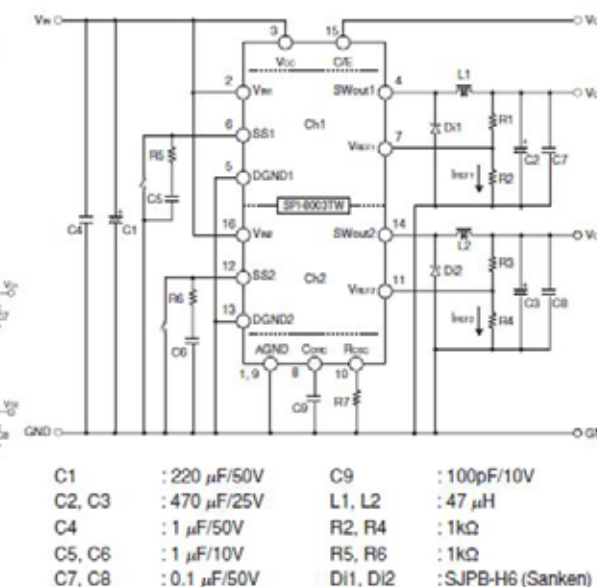 3
15
Vcc
C/E
VIN
2
VIN1
SWout1
4
L1
Ch1
6
SS1
R5
Di1
R1
7
VREF1
C2
C7
5
DGND1
IREF1
R2
C5
SPI-8003TW
C4
C1
16
VIN2
SWout2
14
L2
12
SS2
Ch2
R6
Di2
R3
11
VREF2
C3
C8
13
DGND2
IREF2
R4
C6
AGND
ROSC
1, 9
8
10
C9
R7
GND
C1 : 220 μF/50V C9 : 100pF/10V
C2, C3 : 470 μF/25V L1, L2 : 47 μH
C4 : 1 μF/50V R2, R4 : 1kΩ
C5, C6 : 1 μF/10V R5, R6 : 1kΩ
C7, C8 : 0.1 μF/50V Di1, Di2 : SJPB-H6 (Sanken)